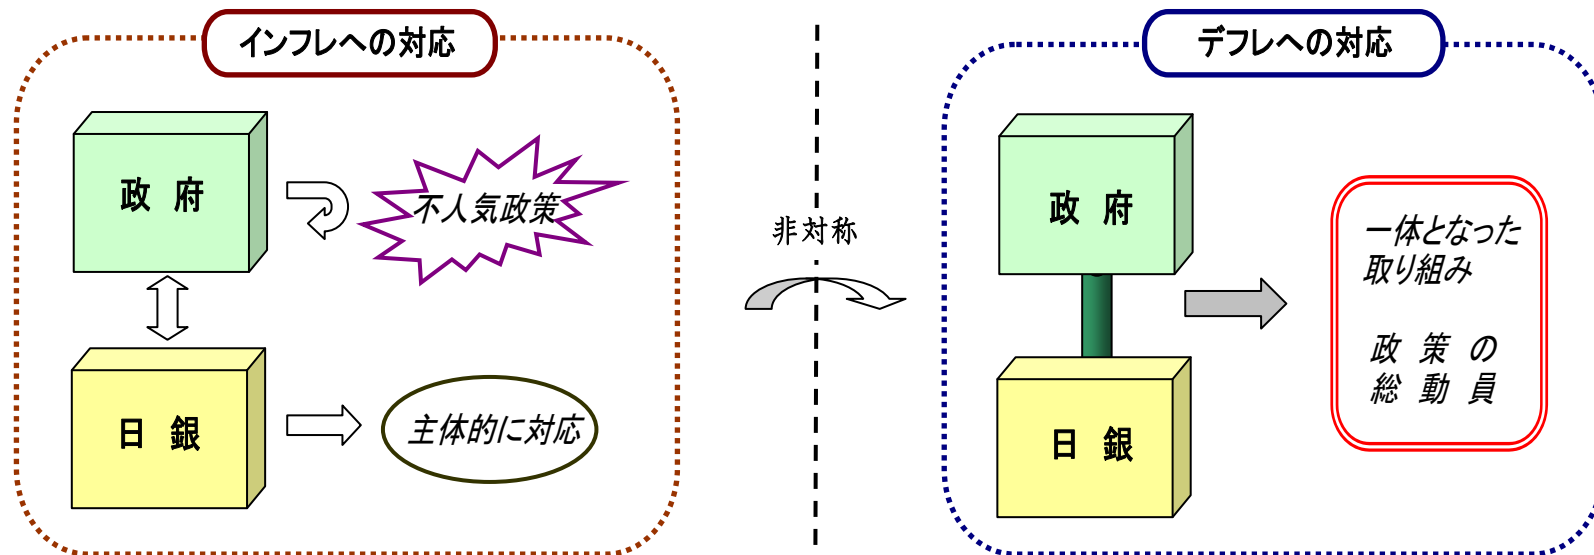 インフレへの対応
政府
不人気政策
日銀
主体的に対応
非対称
デフレへの対応
政府
日銀
一体となった
取り組み
政策の
総動員